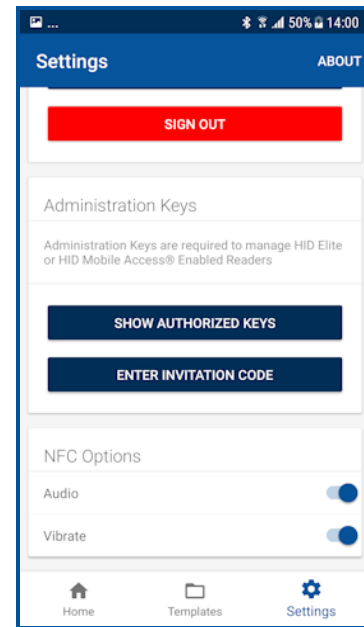 ... 50% 14:00
Settings ABOUT
SIGN OUT
Administration Keys
Administration Keys are required to manage HID Elite
or HID Mobile Access® Enabled Readers
SHOW AUTHORIZED KEYS
ENTER INVITATION CODE
NFC Options
Audio
Vibrate
Home Templates Settings